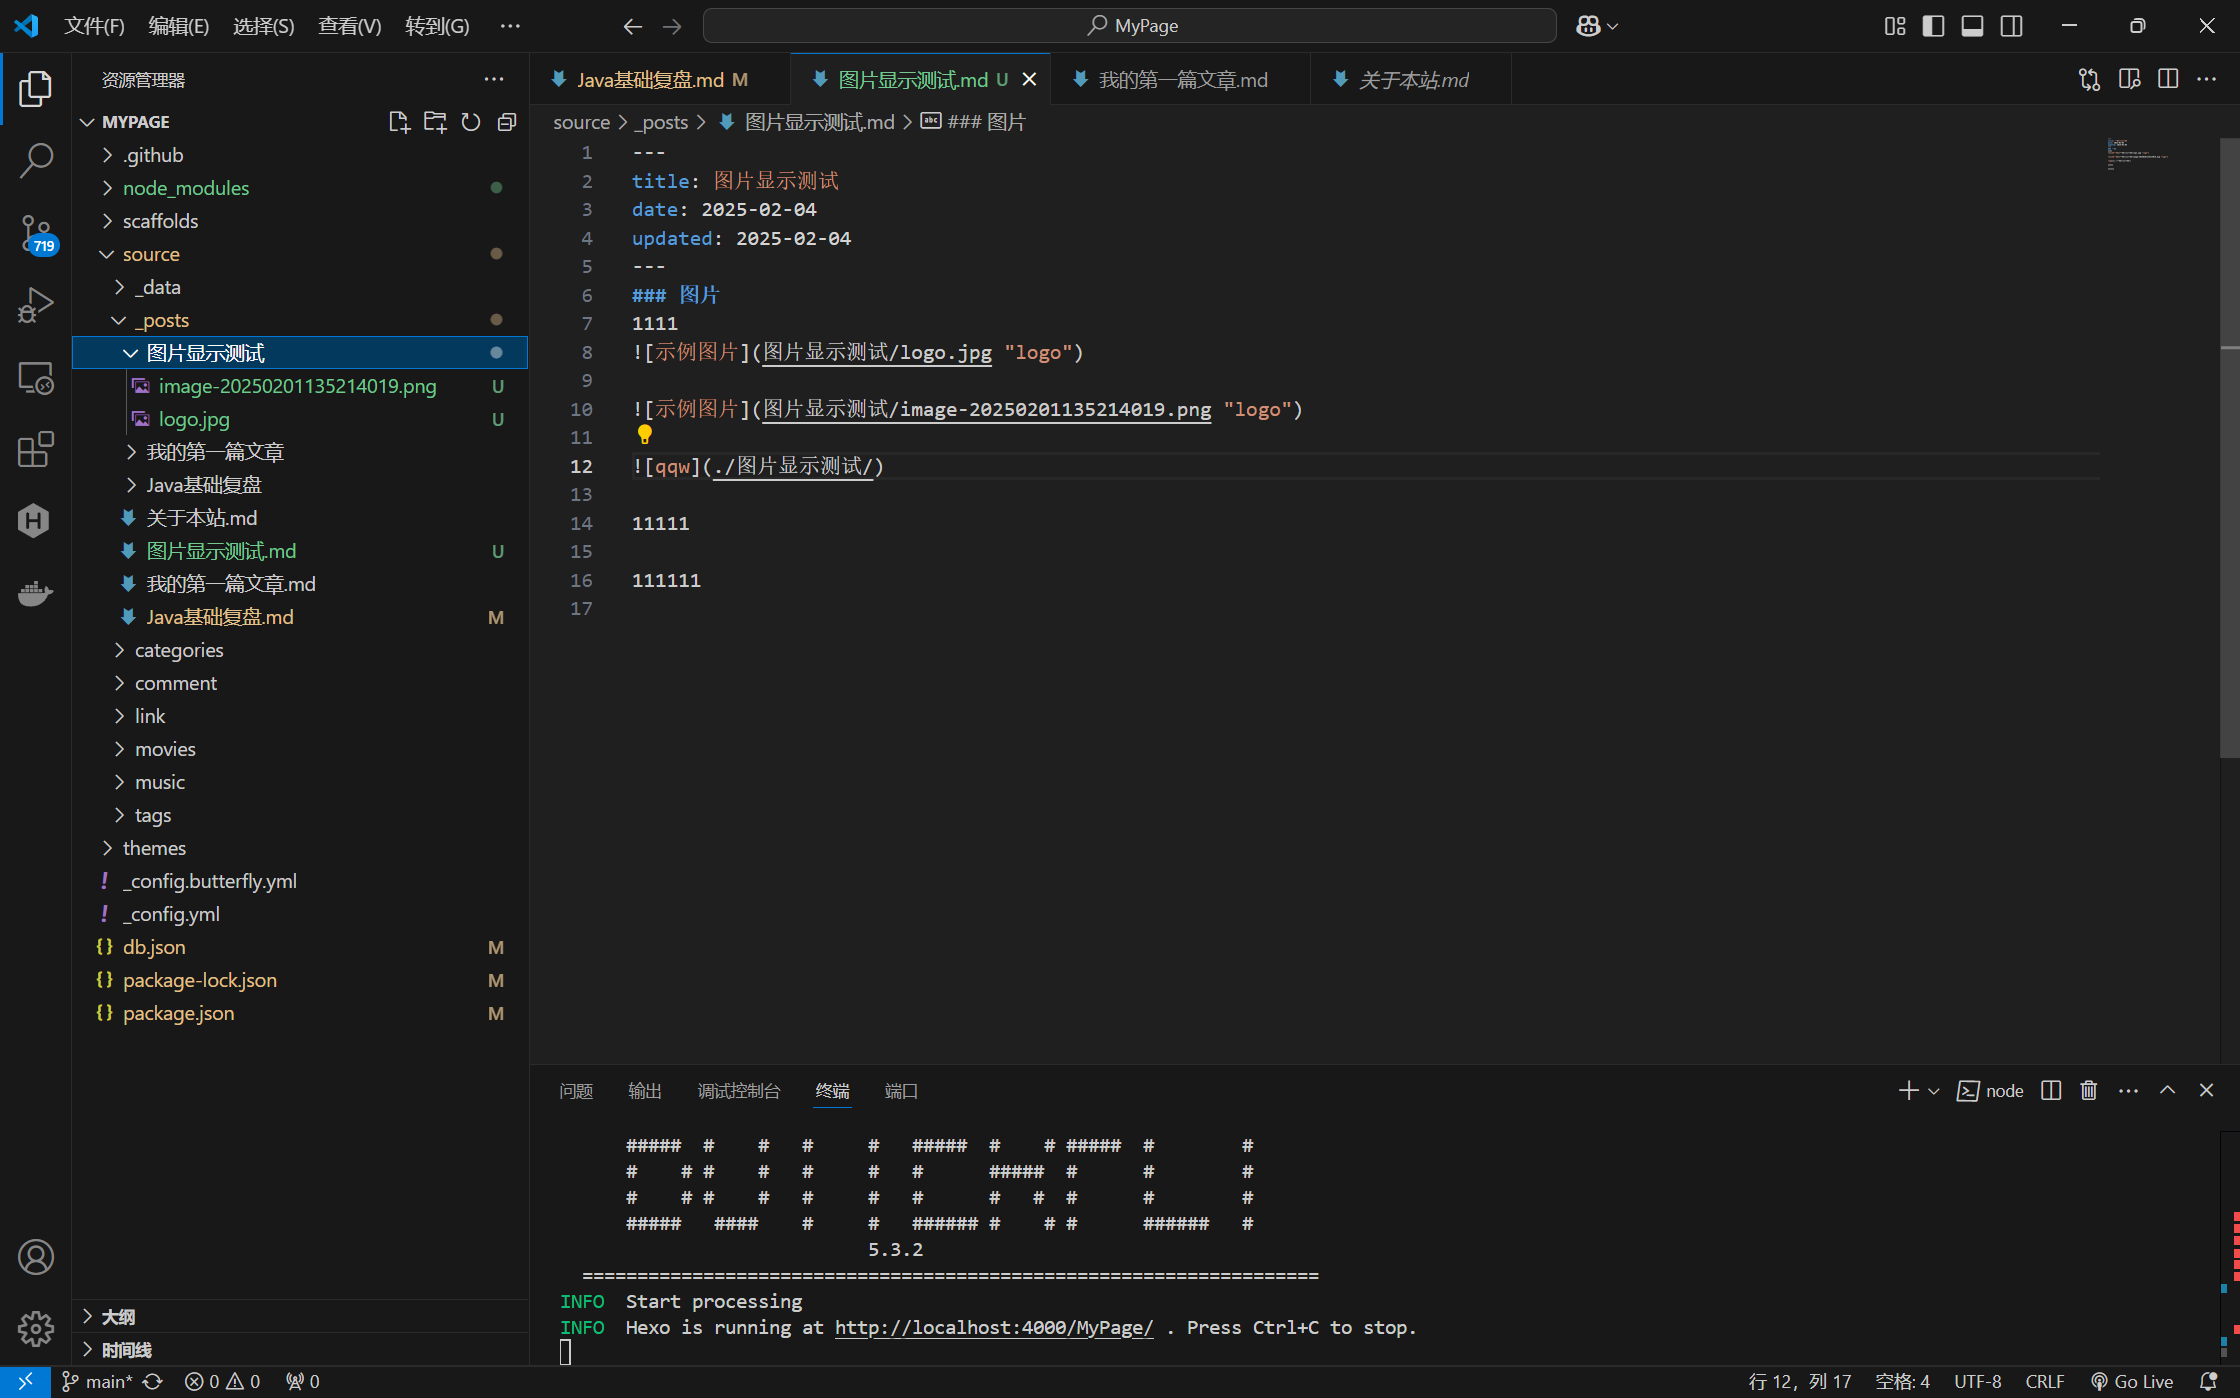 文件(F) 编辑(E) 选择(S) 查看(V) 转到(G) ··· MyPage
资源管理器 ···
MYPAGE
.github
node_modules
scaffolds
source
_data
_posts
图片显示测试
image-20250201135214019.png U
logo.jpg U
我的第一篇文章
Java基础复盘
关于本站.md
图片显示测试.md U
我的第一篇文章.md
Java基础复盘.md M
categories
comment
link
movies
music
tags
themes
! _config.butterfly.yml
! _config.yml
{} db.json M
{} package-lock.json M
{} package.json M
大纲
时间线
719
Java基础复盘.md M 图片显示测试.md U 我的第一篇文章.md 关于本站.md
source > _posts > 图片显示测试.md > abc ### 图片
1 ---
2 title: 图片显示测试
3 date: 2025-02-04
4 updated: 2025-02-04
5 ---
6 ### 图片
7 1111
8 ![示例图片](图片显示测试/logo.jpg "logo")
9
10 ![示例图片](图片显示测试/image-20250201135214019.png "logo")
11
12 ![qqw](./图片显示测试/)
13
14 11111
15
16 111111
17
问题 输出 调试控制台 终端 端口 node
##### # # # # ##### # # ##### # #
# # # # # # # ##### # # #
# # # # # # # # # # # #
##### #### # # ###### # # # ###### #
5.3.2
===================================================================
INFO Start processing
INFO Hexo is running at http://localhost:4000/MyPage/ . Press Ctrl+C to stop.
main* 0 0 0 行 12，列 17 空格: 4 UTF-8 CRLF Go Live